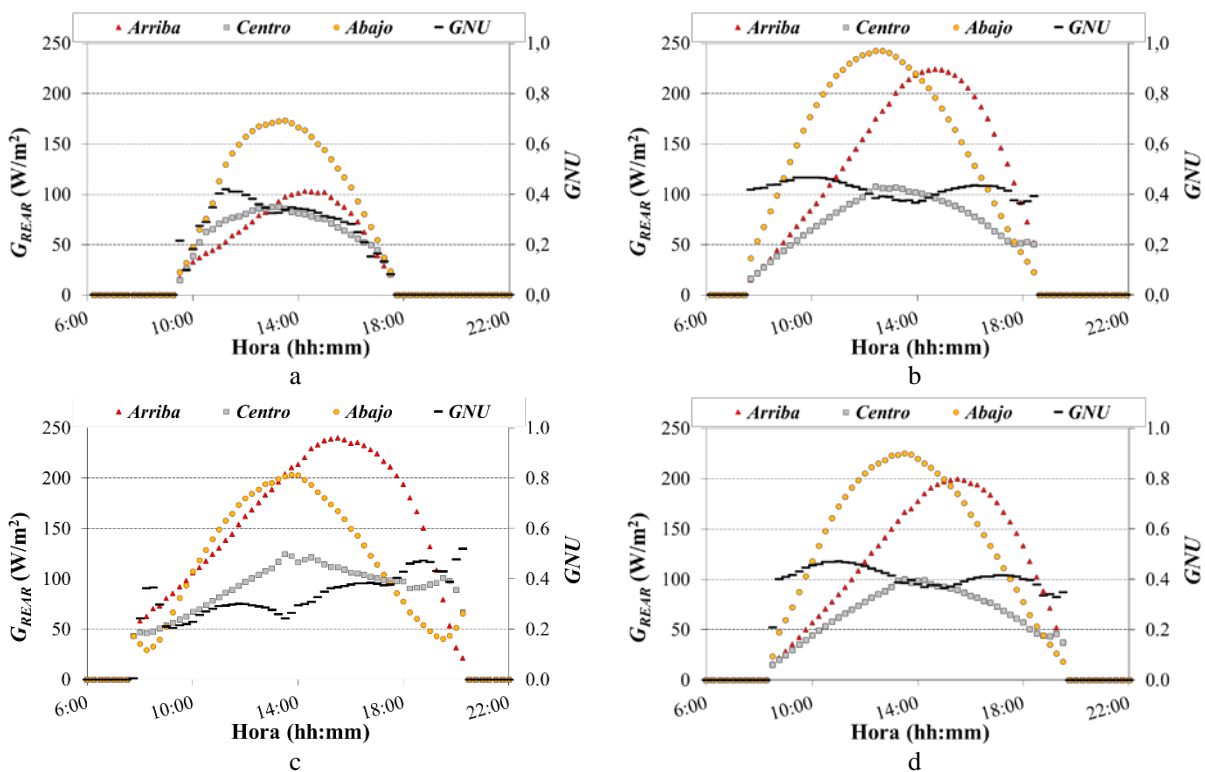 Arriba Centro Abajo GNU
250 1,0
200 0,8
150 0,6
100 0,4
50 0,2
0 0,0
G_REAR (W/m²)
GNU
6:00 10:00 14:00 18:00 22:00
Hora (hh:mm)
a
Arriba Centro Abajo GNU
250 1,0
200 0,8
150 0,6
100 0,4
50 0,2
0 0,0
G_REAR (W/m²)
GNU
6:00 10:00 14:00 18:00 22:00
Hora (hh:mm)
b
Arriba Centro Abajo GNU
250 1.0
200 0.8
150 0.6
100 0.4
50 0.2
0 0.0
G_REAR (W/m²)
GNU
6:00 10:00 14:00 18:00 22:00
Hora (hh:mm)
c
Arriba Centro Abajo GNU
250 1.0
200 0.8
150 0.6
100 0.4
50 0.2
0 0.0
G_REAR (W/m²)
GNU
6:00 10:00 14:00 18:00 22:00
Hora (hh:mm)
d